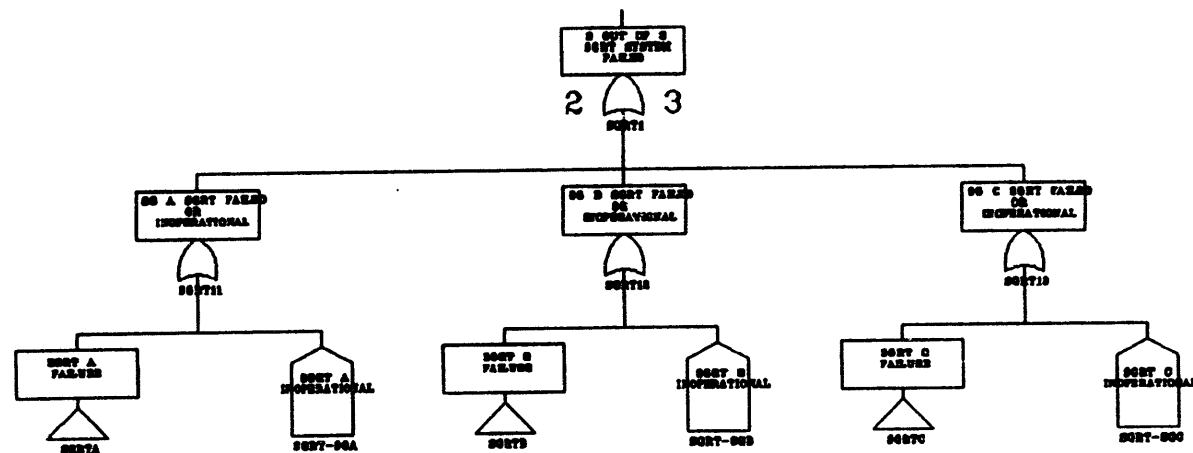 2 OUT OF 3
SGRT SYSTEM
FAILED
2 3
SGRT1
SG A SGRT FAILED
OR
INOPERATIONAL
SG B SGRT FAILED
OR
INOPERATIONAL
SG C SGRT FAILED
OR
INOPERATIONAL
SGRT11
SGRT12
SGRT13
SGRT A
FAILURE
SGRT A
INOPERATIONAL
SGRT B
FAILURE
SGRT B
INOPERATIONAL
SGRT C
FAILURE
SGRT C
INOPERATIONAL
SGRTA
SGRT-SGA
SGRTB
SGRT-SGB
SGRTC
SGRT-SGC